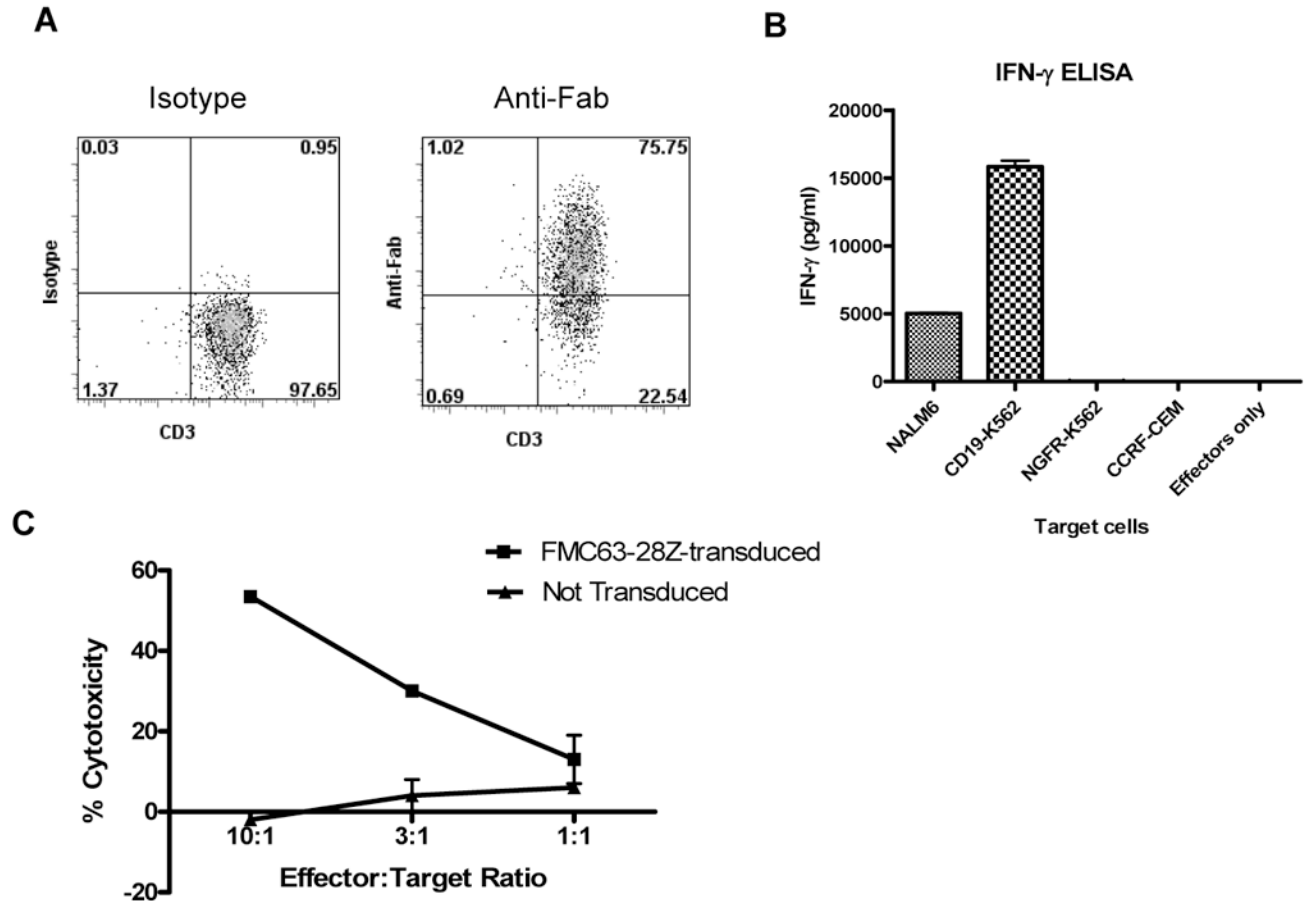 A
Isotype
0.03 0.95
1.37 97.65
Isotype
CD3
Anti-Fab
1.02 75.75
0.69 22.54
Anti-Fab
CD3
B
IFN-γ ELISA
IFN-γ (pg/ml)
20000
15000
10000
5000
0
NALM6
CD19-K562
NGFR-K562
CCRF-CEM
Effectors only
Target cells
C
FMC63-28Z-transduced
Not Transduced
% Cytotoxicity
60
40
20
0
-20
10:1 3:1 1:1
Effector:Target Ratio